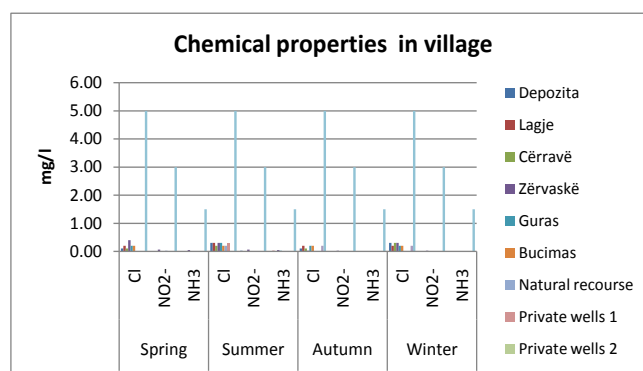 Chemical properties in village
mg/l
6.00
5.00
4.00
3.00
2.00
1.00
0.00
Cl
NO2-
NH3
Cl
NO2-
NH3
Cl
NO2-
NH3
Cl
NO2-
NH3
Spring
Summer
Autumn
Winter
Depozita
Lagje
Cërravë
Zërvaskë
Guras
Bucimas
Natural recourse
Private wells 1
Private wells 2